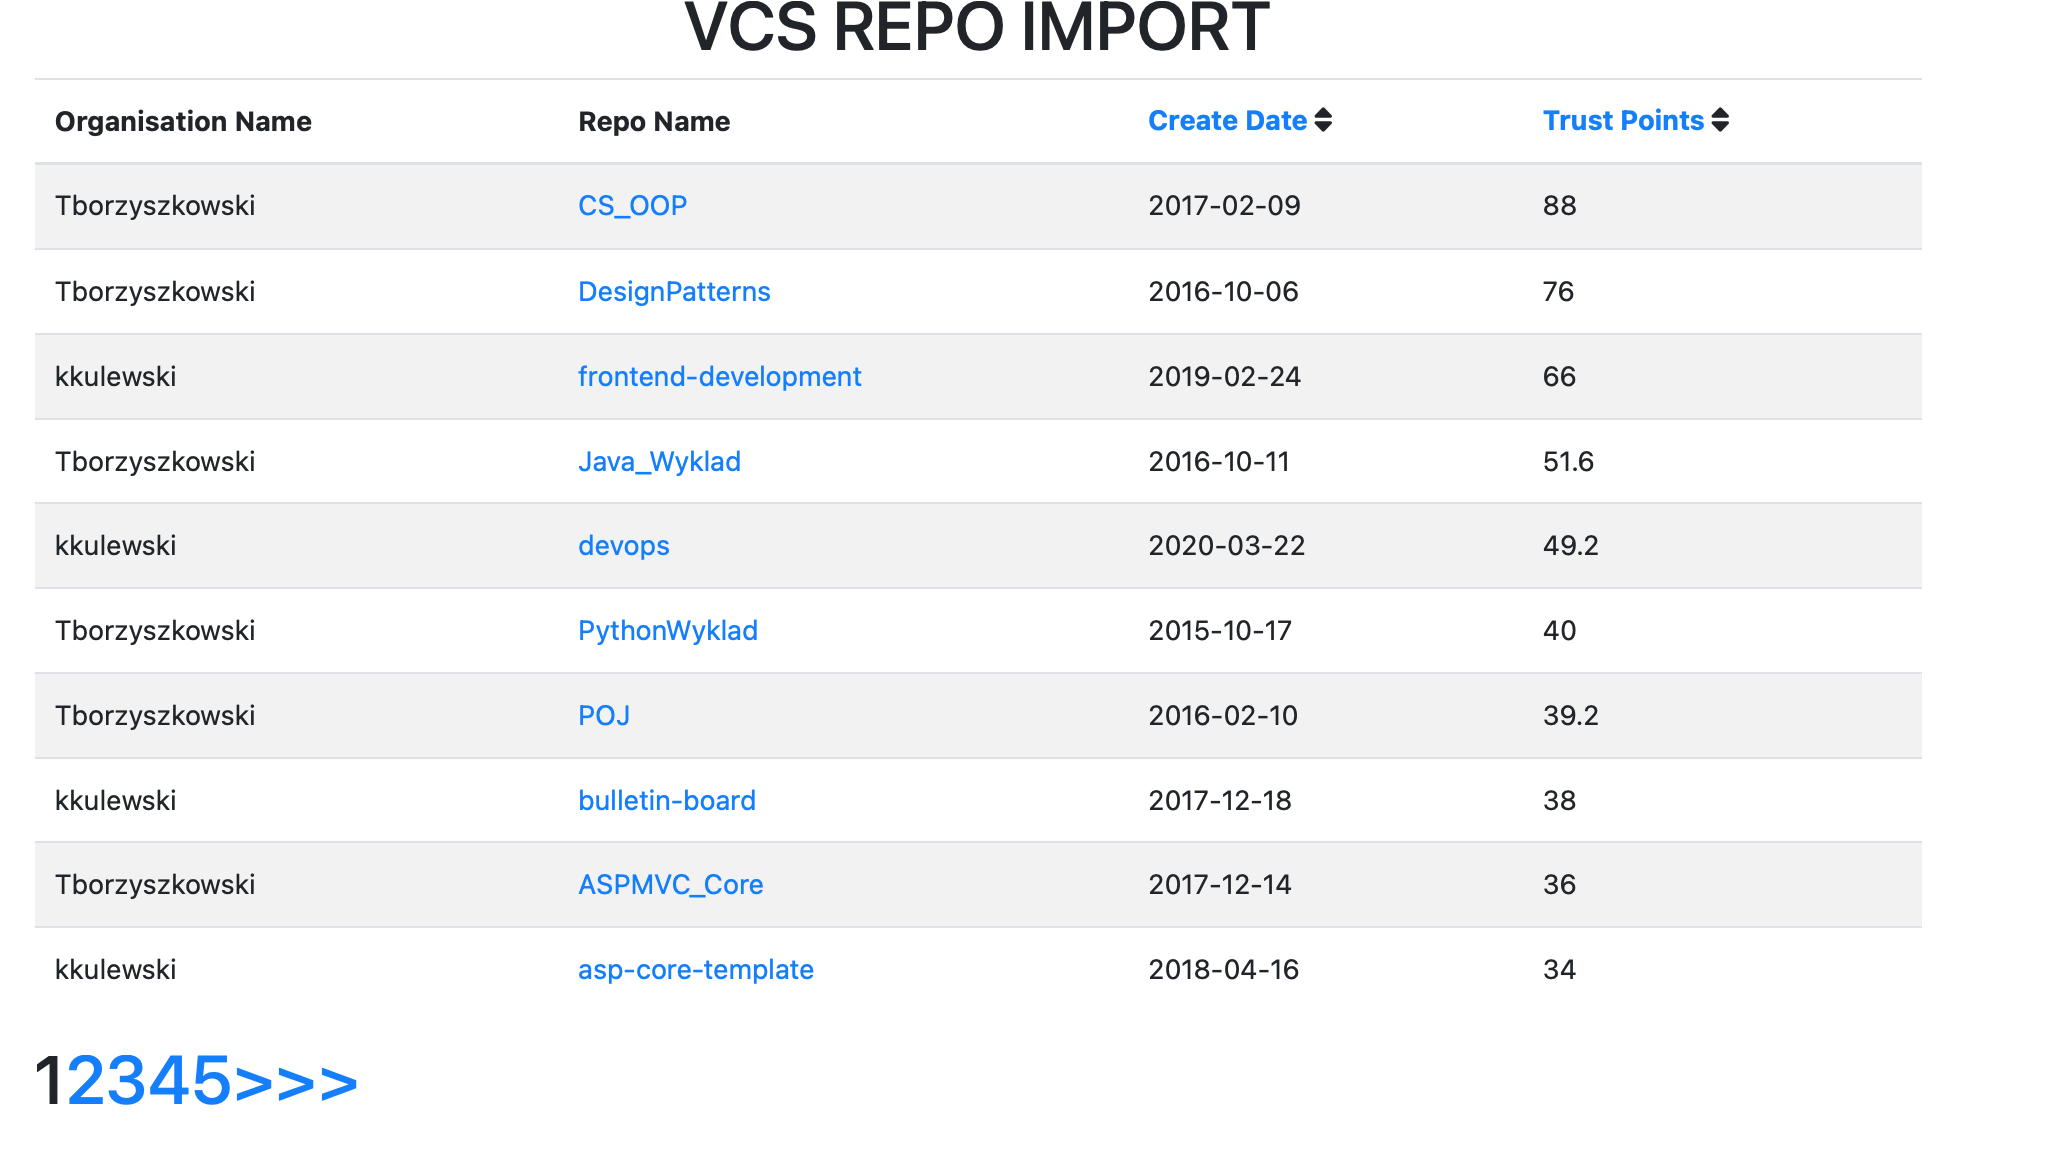 VCS REPO IMPORT
Organisation Name Repo Name Create Date Trust Points
Tborzyszkowski CS_OOP 2017-02-09 88
Tborzyszkowski DesignPatterns 2016-10-06 76
kkulewski frontend-development 2019-02-24 66
Tborzyszkowski Java_Wyklad 2016-10-11 51.6
kkulewski devops 2020-03-22 49.2
Tborzyszkowski PythonWyklad 2015-10-17 40
Tborzyszkowski POJ 2016-02-10 39.2
kkulewski bulletin-board 2017-12-18 38
Tborzyszkowski ASPMVC_Core 2017-12-14 36
kkulewski asp-core-template 2018-04-16 34
12345>>>